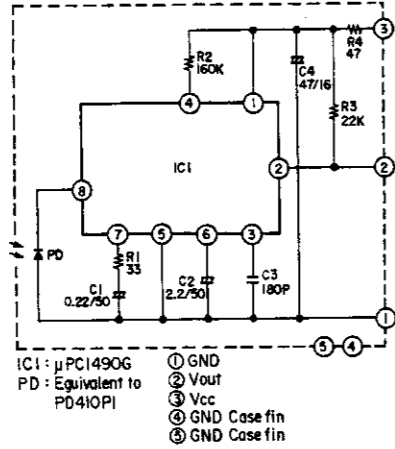 R2
160K
C4
47/16
R4
47
3
R3
22K
4
1
IC1
2
2
8
7
5
6
3
PD
R1
33
C1
0.22/50
C2
2.2/50
C3
180P
1
5
4
IC1 : μPC1490G
PD : Equivalent to
PD410PI
1 GND
2 Vout
3 Vcc
4 GND Case fin
5 GND Case fin